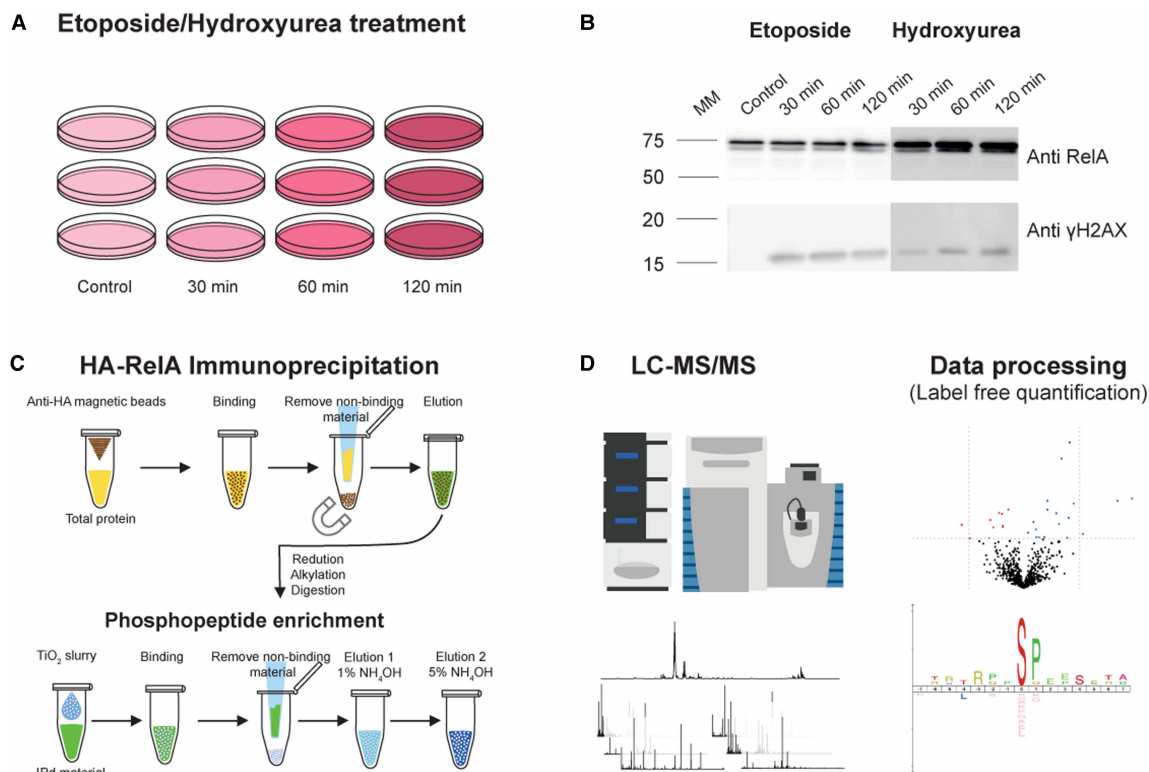 A
Etoposide/Hydroxyurea treatment
Control
30 min
60 min
120 min
B
Etoposide
Hydroxyurea
MM
Control
30 min
60 min
120 min
30 min
60 min
120 min
75
50
Anti RelA
20
15
Anti γH2AX
C
HA-RelA Immunoprecipitation
Anti-HA magnetic beads
Binding
Remove non-binding
material
Elution
Total protein
Redution
Alkylation
Digestion
Phosphopeptide enrichment
TiO₂ slurry
Binding
Remove non-binding
material
Elution 1
1% NH₄OH
Elution 2
5% NH₄OH
D
LC-MS/MS
Data processing
(Label free quantification)
S P